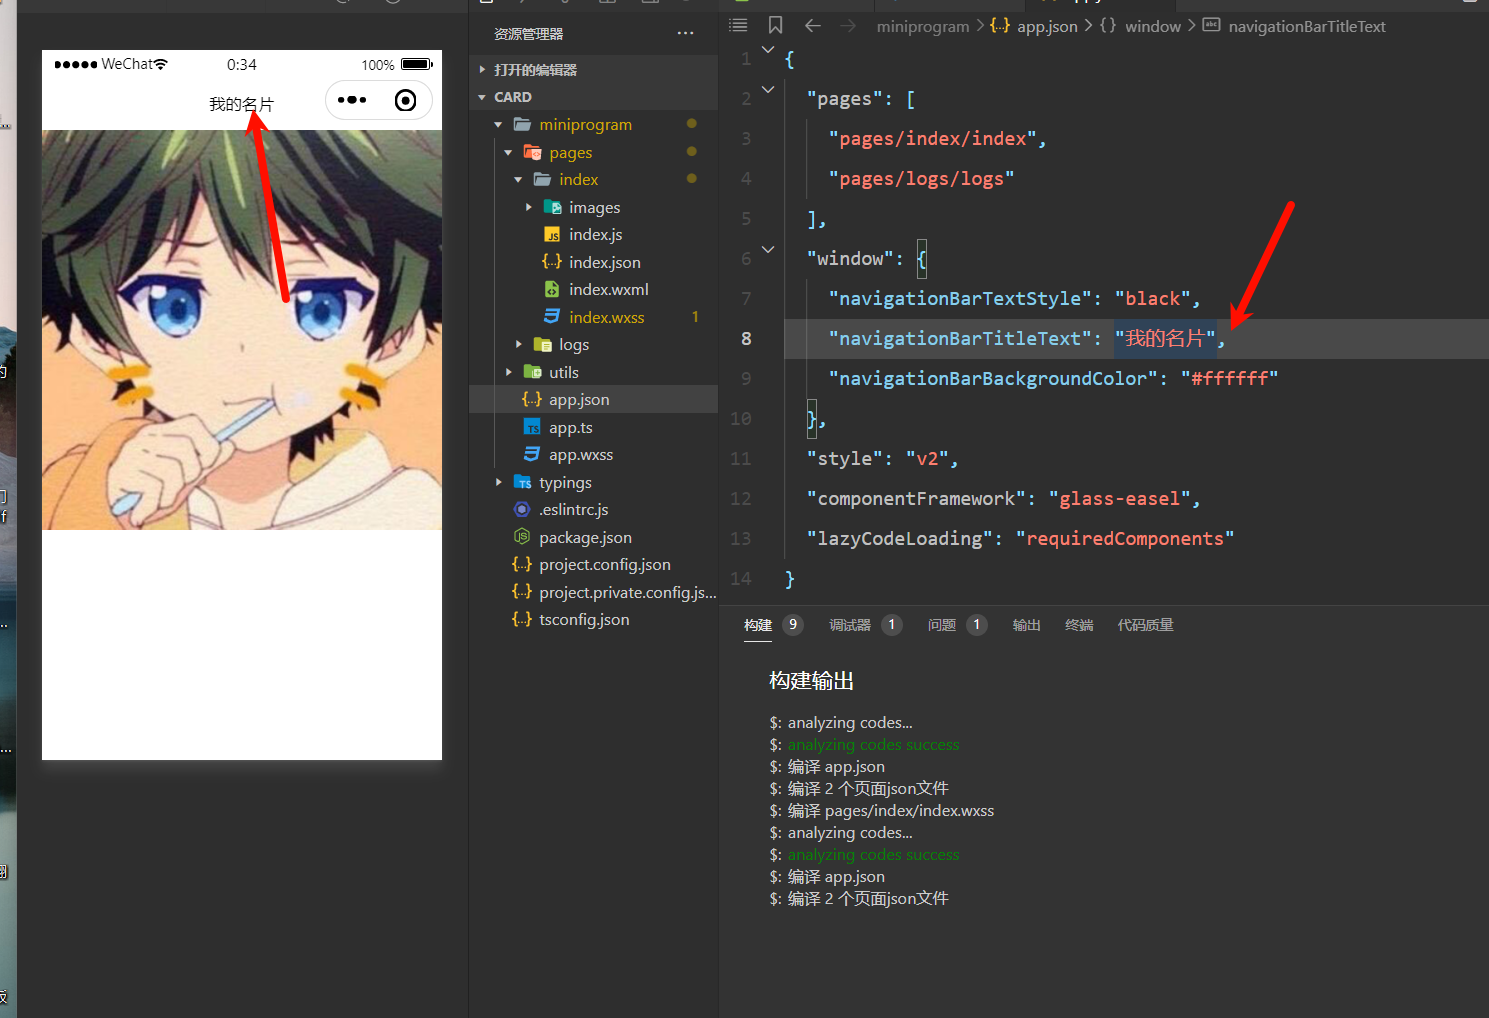 ●●●●● WeChat 0:34 100%
我的名片
资源管理器 ...
打开的编辑器
CARD
miniprogram
pages
index
images
index.js
index.json
index.wxml
index.wxss 1
logs
utils
app.json
app.ts
app.wxss
typings
.eslintrc.js
package.json
project.config.json
project.private.config.js...
tsconfig.json
miniprogram > {..} app.json > {} window > abc navigationBarTitleText
1 {
2 "pages": [
3 "pages/index/index",
4 "pages/logs/logs"
5 ],
6 "window": {
7 "navigationBarTextStyle": "black",
8 "navigationBarTitleText": "我的名片",
9 "navigationBarBackgroundColor": "#ffffff"
10 },
11 "style": "v2",
12 "componentFramework": "glass-easel",
13 "lazyCodeLoading": "requiredComponents"
14 }
构建 9 调试器 1 问题 1 输出 终端 代码质量
构建输出
$: analyzing codes...
$: analyzing codes success
$: 编译 app.json
$: 编译 2 个页面json文件
$: 编译 pages/index/index.wxss
$: analyzing codes...
$: analyzing codes success
$: 编译 app.json
$: 编译 2 个页面json文件